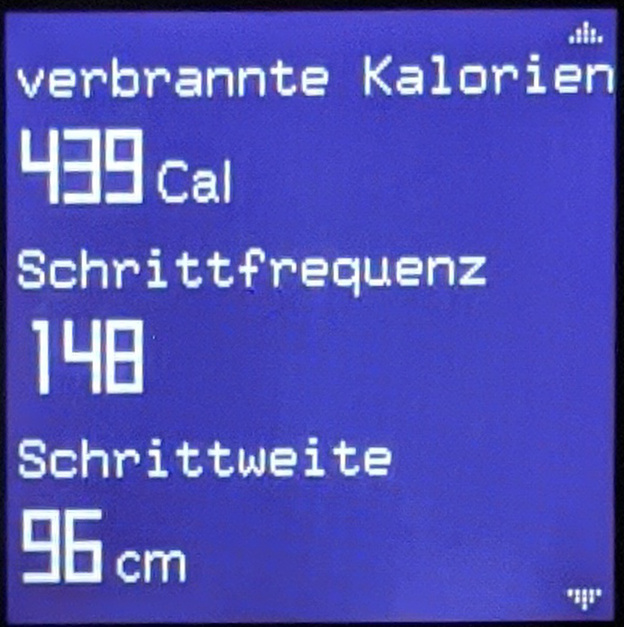 verbrannte Kalorien
439 Cal
Schrittfrequenz
148
Schrittweite
96 cm